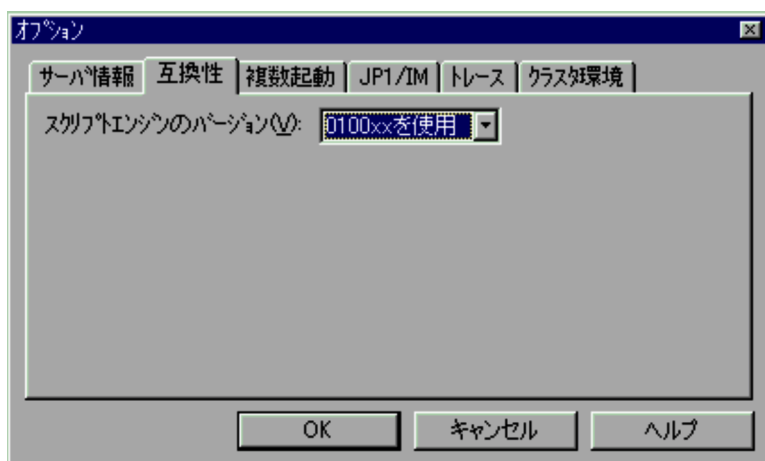 オプション
サーバ情報 互換性 複数起動 JP1/IM トレース クラスタ環境
スクリプトエンジンのバージョン(V): 0100xxを使用
OK キャンセル ヘルプ